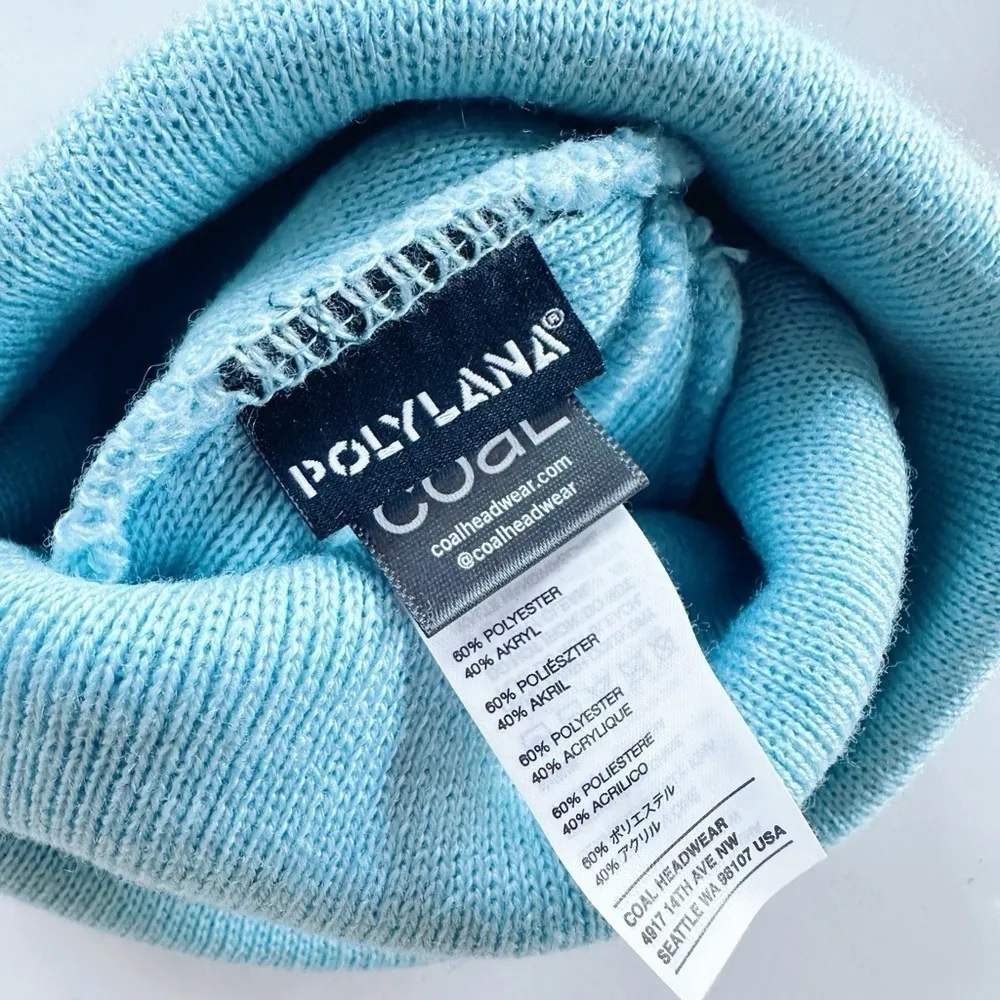 POLYLANA®
coal
coalheadwear.com
@coalheadwear
60% POLYESTER
40% AKRYL
60% POLIÉSZTER
40% AKRIL
60% POLYESTER
40% ACRYLIQUE
60% POLIESTERE
40% ACRILICO
60% ポリエステル
40% アクリル
COAL HEADWEAR
4917 14TH AVE NW
SEATTLE WA 98107 USA